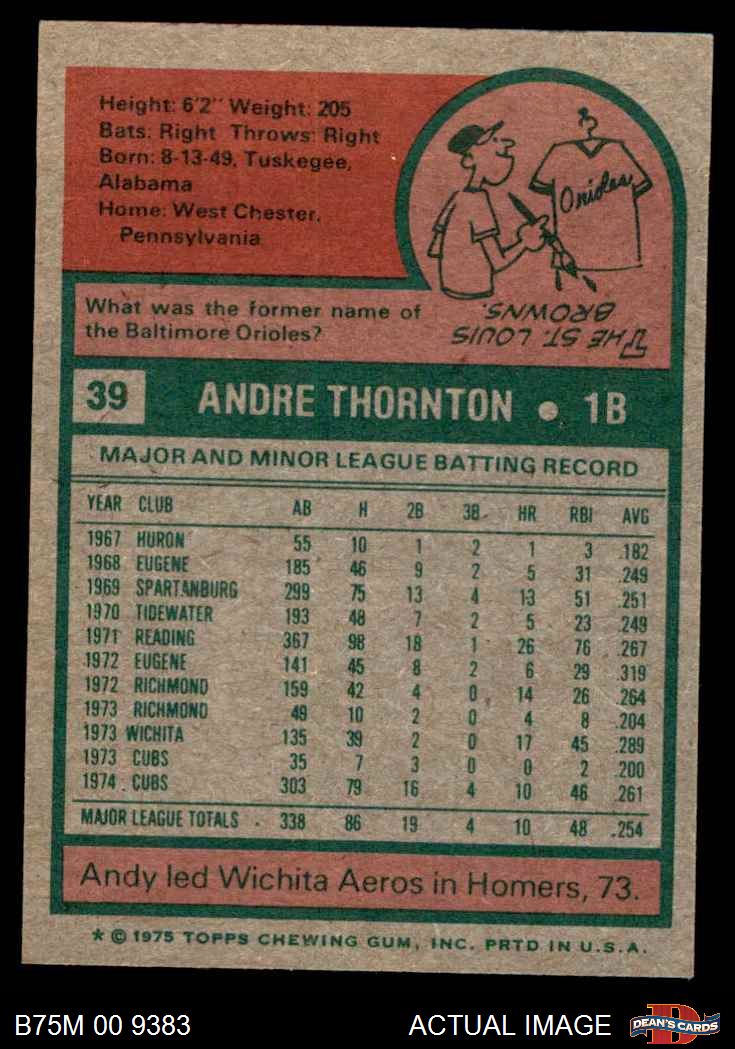 Height: 6'2" Weight: 205
Bats: Right Throws: Right
Born: 8-13-49, Tuskegee,
Alabama
Home: West Chester,
Pennsylvania
Orioles
What was the former name of
the Baltimore Orioles?
THE ST. LOUIS
BROWNS.
39 ANDRE THORNTON • 1B
MAJOR AND MINOR LEAGUE BATTING RECORD
YEAR CLUB AB H 2B 3B HR RBI AVG
1967 HURON 55 10 1 2 1 3 .182
1968 EUGENE 185 46 9 2 5 31 .249
1969 SPARTANBURG 299 75 13 4 13 51 .251
1970 TIDEWATER 193 48 7 2 5 23 .249
1971 READING 367 98 18 1 26 76 .267
1972 EUGENE 141 45 8 2 6 29 .319
1972 RICHMOND 159 42 4 0 14 26 .264
1973 RICHMOND 49 10 2 0 4 8 .204
1973 WICHITA 135 39 2 0 17 45 .289
1973 CUBS 35 7 3 0 0 2 .200
1974 CUBS 303 79 16 4 10 46 .261
MAJOR LEAGUE TOTALS 338 86 19 4 10 48 .254
Andy led Wichita Aeros in Homers, 73.
* © 1975 TOPPS CHEWING GUM, INC. PRTD IN U.S.A.
B75M 00 9383 ACTUAL IMAGE
DEAN'S CARDS